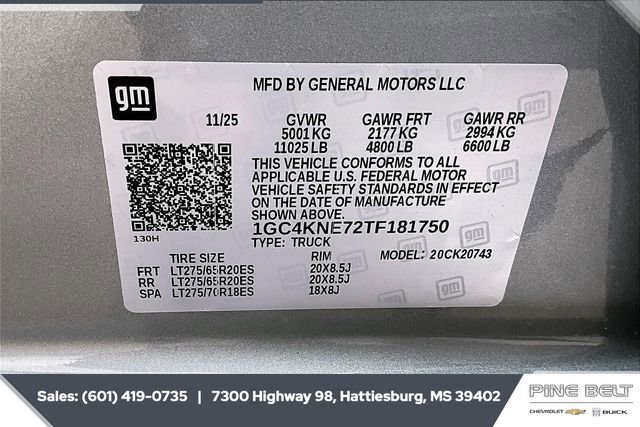 gm
MFD BY GENERAL MOTORS LLC
11/25 GVWR GAWR FRT GAWR RR
5001 KG 2177 KG 2994 KG
11025 LB 4800 LB 6600 LB
THIS VEHICLE CONFORMS TO ALL
APPLICABLE U.S. FEDERAL MOTOR
VEHICLE SAFETY STANDARDS IN EFFECT
ON THE DATE OF MANUFACTURE
SHOWN ABOVE.
130H
1GC4KNE72TF181750
TYPE: TRUCK
TIRE SIZE RIM MODEL: 20CK20743
FRT LT275/65R20ES 20X8.5J
RR LT275/65R20ES 20X8.5J
SPA LT275/70R18ES 18X8J
Sales: (601) 419-0735 | 7300 Highway 98, Hattiesburg, MS 39402
PINE BELT
CHEVROLET BUICK